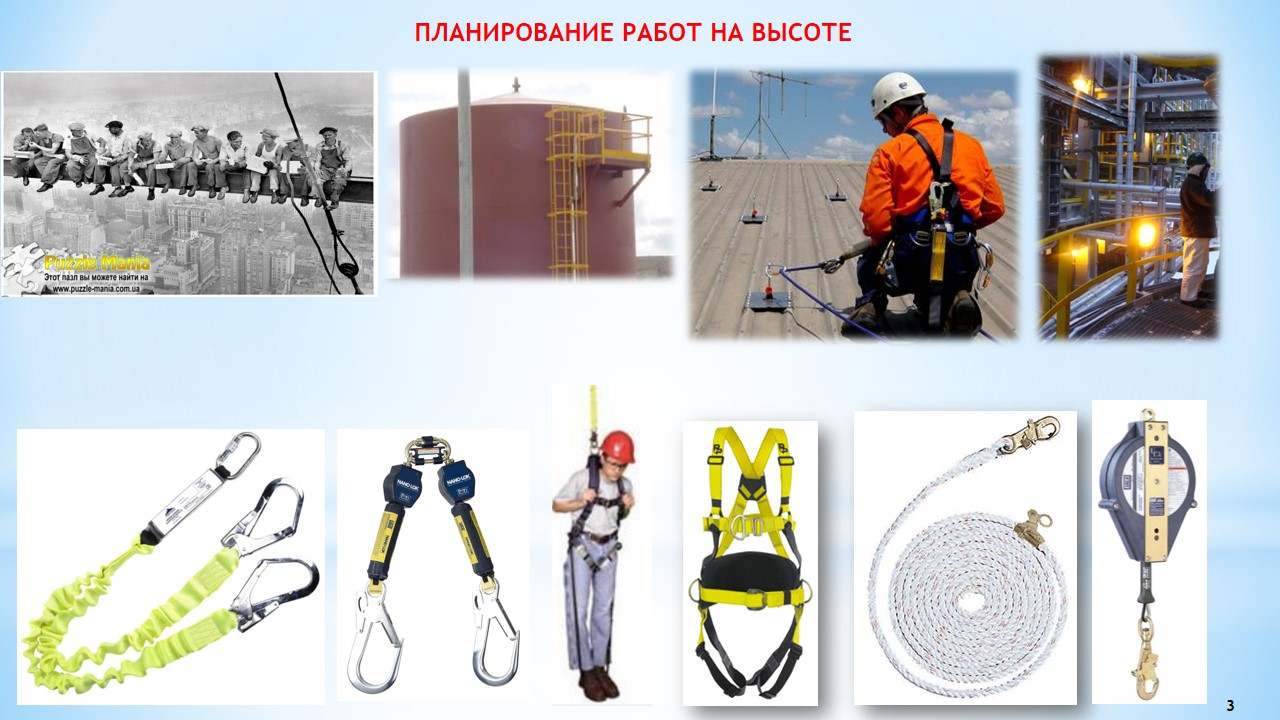 ПЛАНИРОВАНИЕ РАБОТ НА ВЫСОТЕ
Puzzle Mania
Этот пазл вы можете найти на
www.puzzle-mania.com.ua
NANO-LOK
NANO-LOK
3